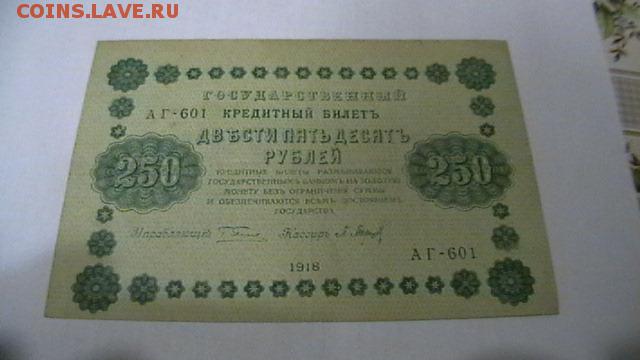 COINS.LAVE.RU
ГОСУДАРСТВЕННЫЙ
АГ-601 КРЕДИТНЫЙ БИЛЕТЪ
ДВѢСТИ ПЯТЬДЕСЯТЪ
РУБЛЕЙ
250
250
КРЕДИТНЫЕ БИЛЕТЫ РАЗМѢНИВАЮТСЯ
ГОСУДАРСТВЕННЫМЪ БАНКОМЪ НА ЗОЛОТУЮ
МОНЕТУ БЕЗЪ ОГРАНИЧЕНІЯ СУММЫ
И ОБЕЗПЕЧИВАЮТСЯ ВСѢМЪ ДОСТОЯНІЕМЪ
ГОСУДАРСТВА.
Управляющій
Кассиръ
1918
АГ-601